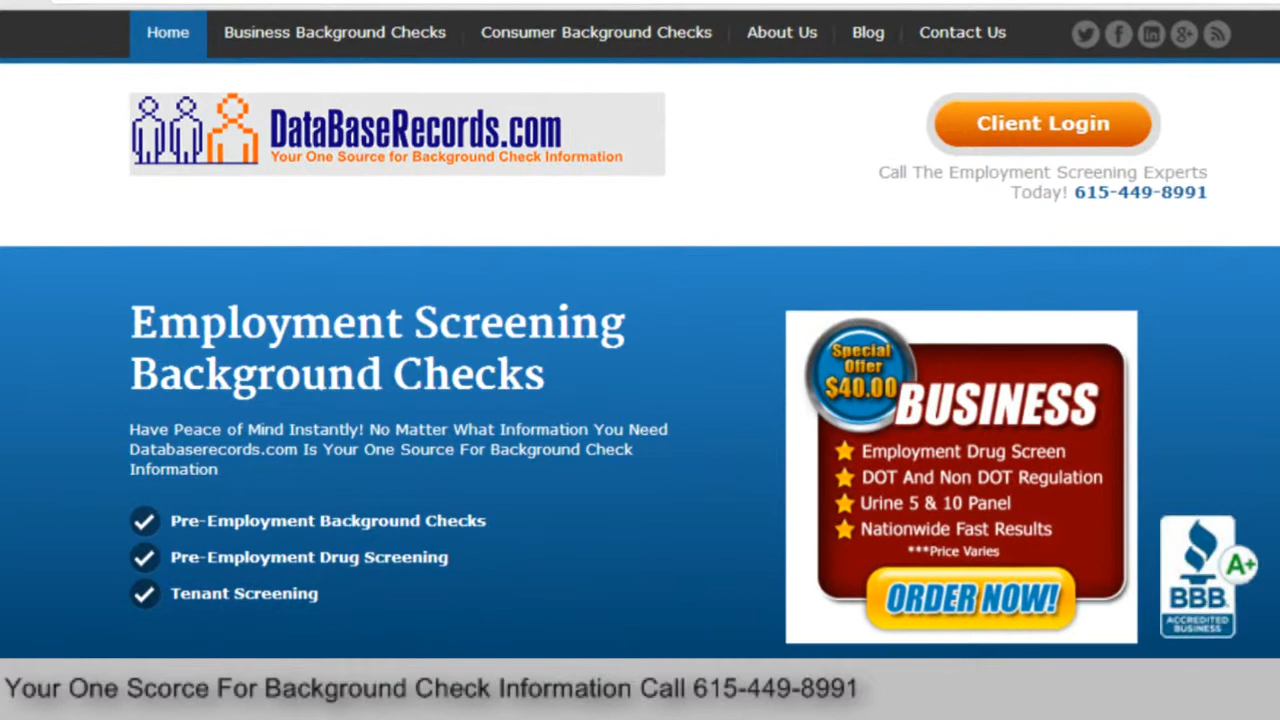 Home Business Background Checks Consumer Background Checks About Us Blog Contact Us
DataBaseRecords.com
Your One Source for Background Check Information
Client Login
Call The Employment Screening Experts
Today! 615-449-8991
Employment Screening
Background Checks
Have Peace of Mind Instantly! No Matter What Information You Need
Databaserecords.com Is Your One Source For Background Check
Information
Pre-Employment Background Checks
Pre-Employment Drug Screening
Tenant Screening
Special
Offer
$40.00
BUSINESS
Employment Drug Screen
DOT And Non DOT Regulation
Urine 5 & 10 Panel
Nationwide Fast Results
***Price Varies
ORDER NOW!
A+
BBB
ACCREDITED
BUSINESS
Your One Scorce For Background Check Information Call 615-449-8991